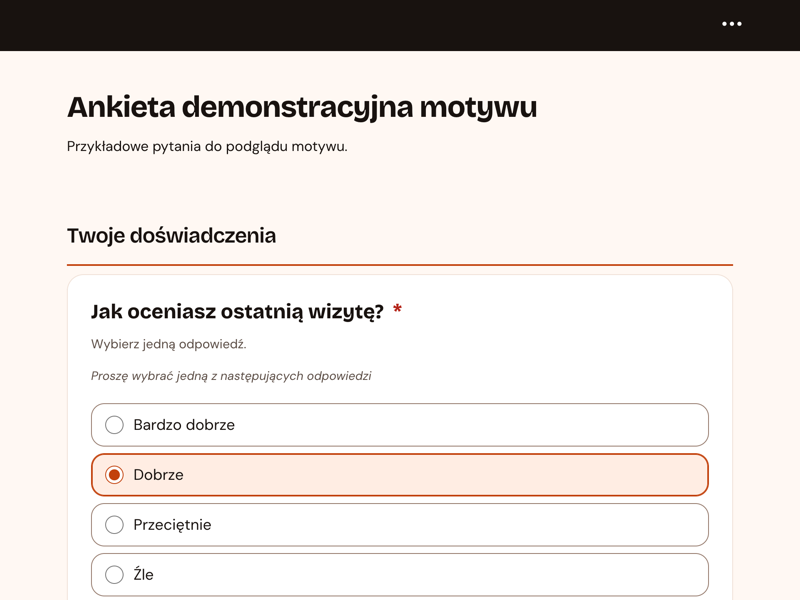 Ankieta demonstracyjna motywu
Przykładowe pytania do podglądu motywu.
Twoje doświadczenia
Jak oceniasz ostatnią wizytę? *
Wybierz jedną odpowiedź.
Proszę wybrać jedną z następujących odpowiedzi
Bardzo dobrze
Dobrze
Przeciętnie
Źle